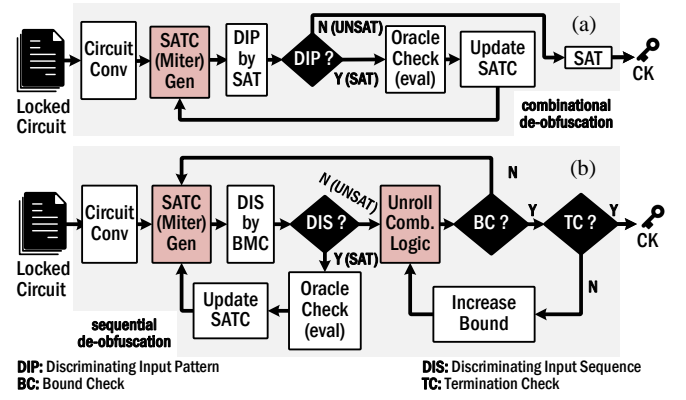 (a)
N (UNSAT)
Circuit
Conv
SATC
(Miter)
Gen
DIP
by
SAT
DIP ?
Y (SAT)
Oracle
Check
(eval)
Update
SATC
SAT
CK
Locked
Circuit
combinational
de-obfuscation
(b)
N
Circuit
Conv
SATC
(Miter)
Gen
DIS
by
BMC
DIS ?
N (UNSAT)
Y (SAT)
Unroll
Comb.
Logic
BC ?
Y
TC ?
Y
CK
Locked
Circuit
N
Update
SATC
Oracle
Check
(eval)
Increase
Bound
sequential
de-obfuscation
DIP: Discriminating Input Pattern
DIS: Discriminating Input Sequence
BC: Bound Check
TC: Termination Check